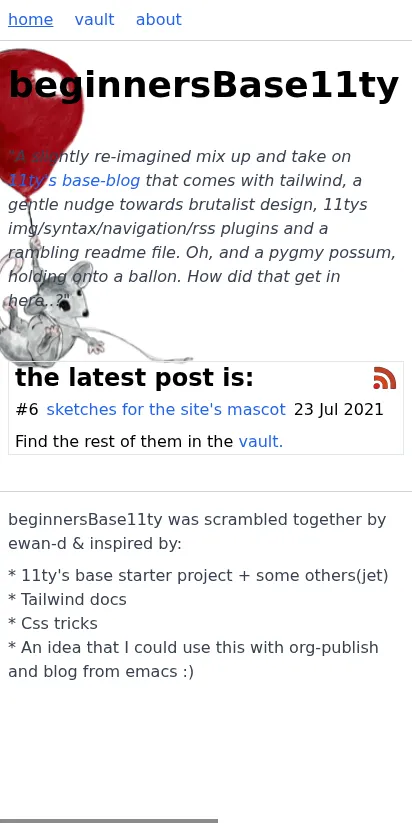 home vault about
beginnersBase11ty
"A slightly re-imagined mix up and take on
11ty's base-blog that comes with tailwind, a
gentle nudge towards brutalist design, 11tys
img/syntax/navigation/rss plugins and a
rambling readme file. Oh, and a pygmy possum,
holding onto a ballon. How did that get in
here..?"
the latest post is:
#6 sketches for the site's mascot 23 Jul 2021
Find the rest of them in the vault.
beginnersBase11ty was scrambled together by
ewan-d & inspired by:
* 11ty's base starter project + some others(jet)
* Tailwind docs
* Css tricks
* An idea that I could use this with org-publish
and blog from emacs :)